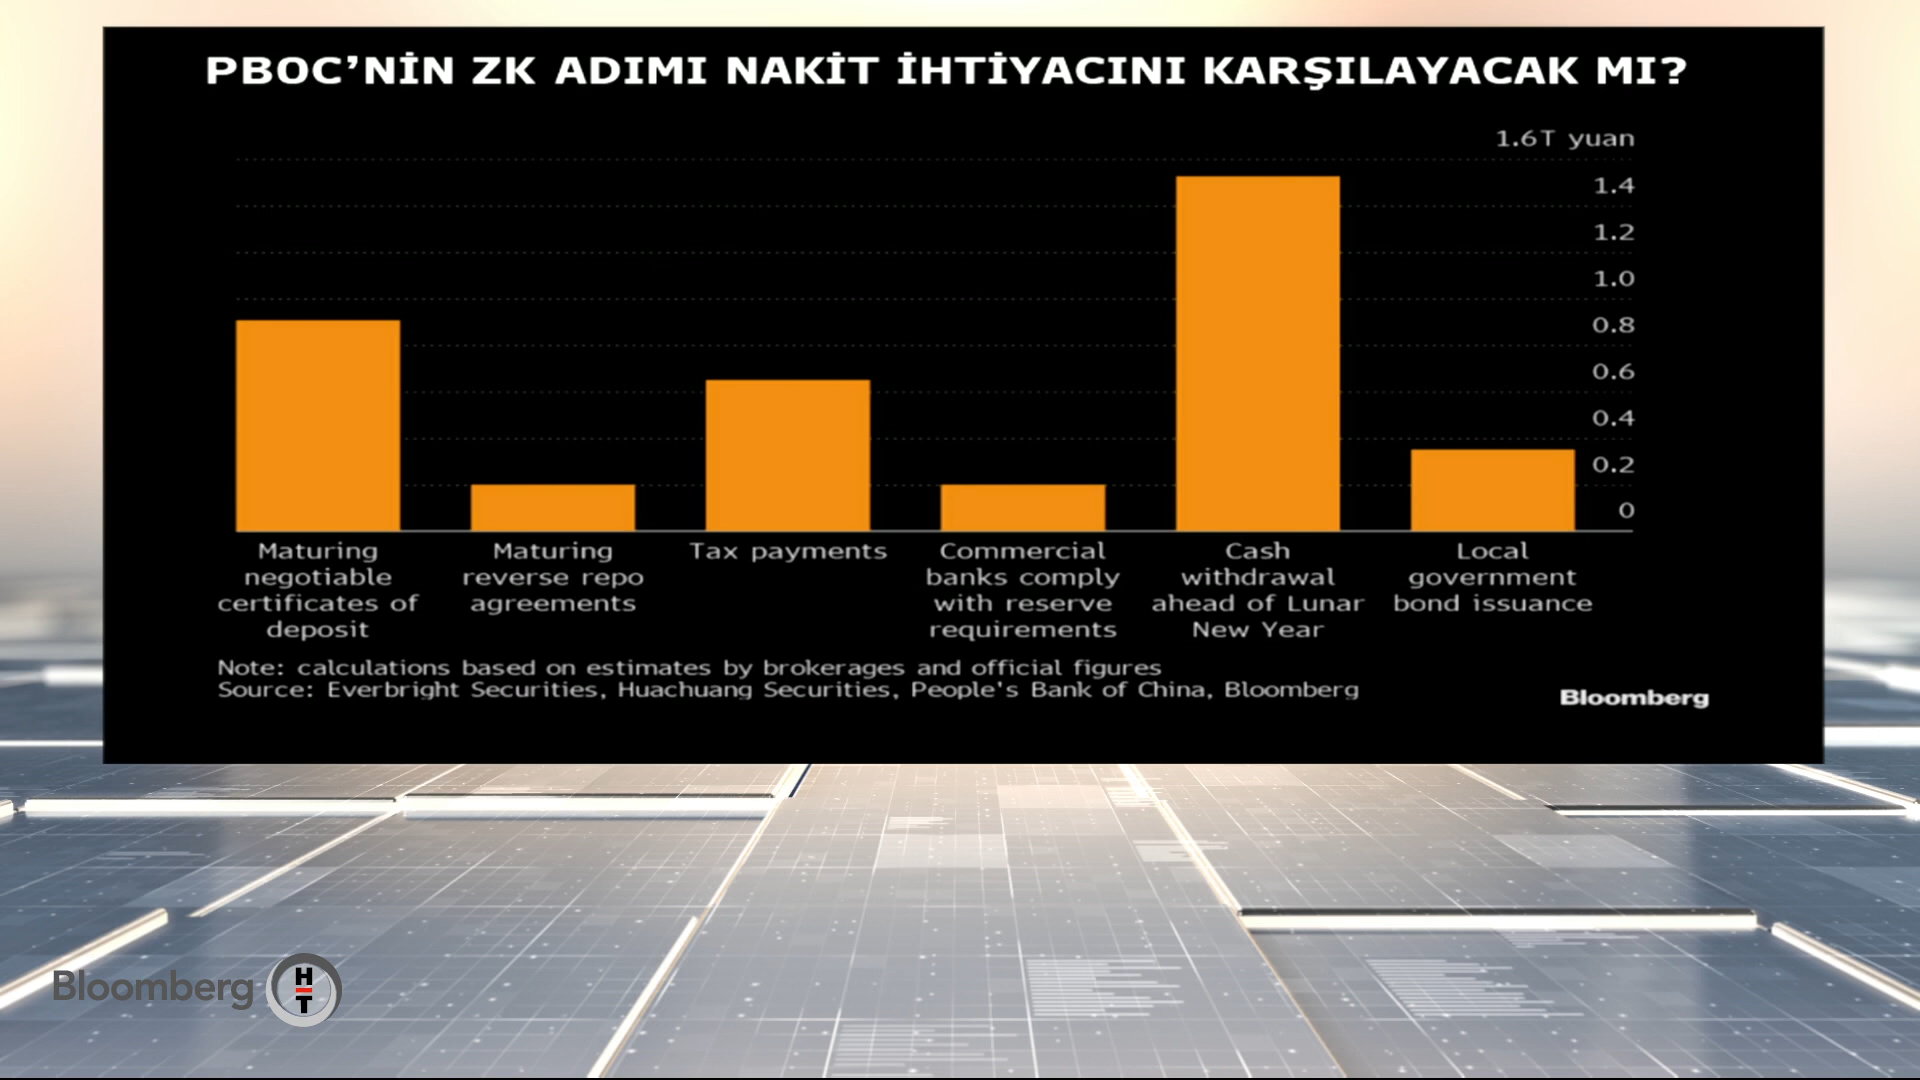 PBOC’NİN ZK ADIMI NAKİT İHTİYACINI KARŞILAYACAK MI?
1.6T yuan
1.4
1.2
1.0
0.8
0.6
0.4
0.2
0
Maturing
negotiable
certificates of
deposit
Maturing
reverse repo
agreements
Tax payments
Commercial
banks comply
with reserve
requirements
Cash
withdrawal
ahead of Lunar
New Year
Local
government
bond issuance
Note: calculations based on estimates by brokerages and official figures
Source: Everbright Securities, Huachuang Securities, People's Bank of China, Bloomberg
Bloomberg
Bloomberg HT